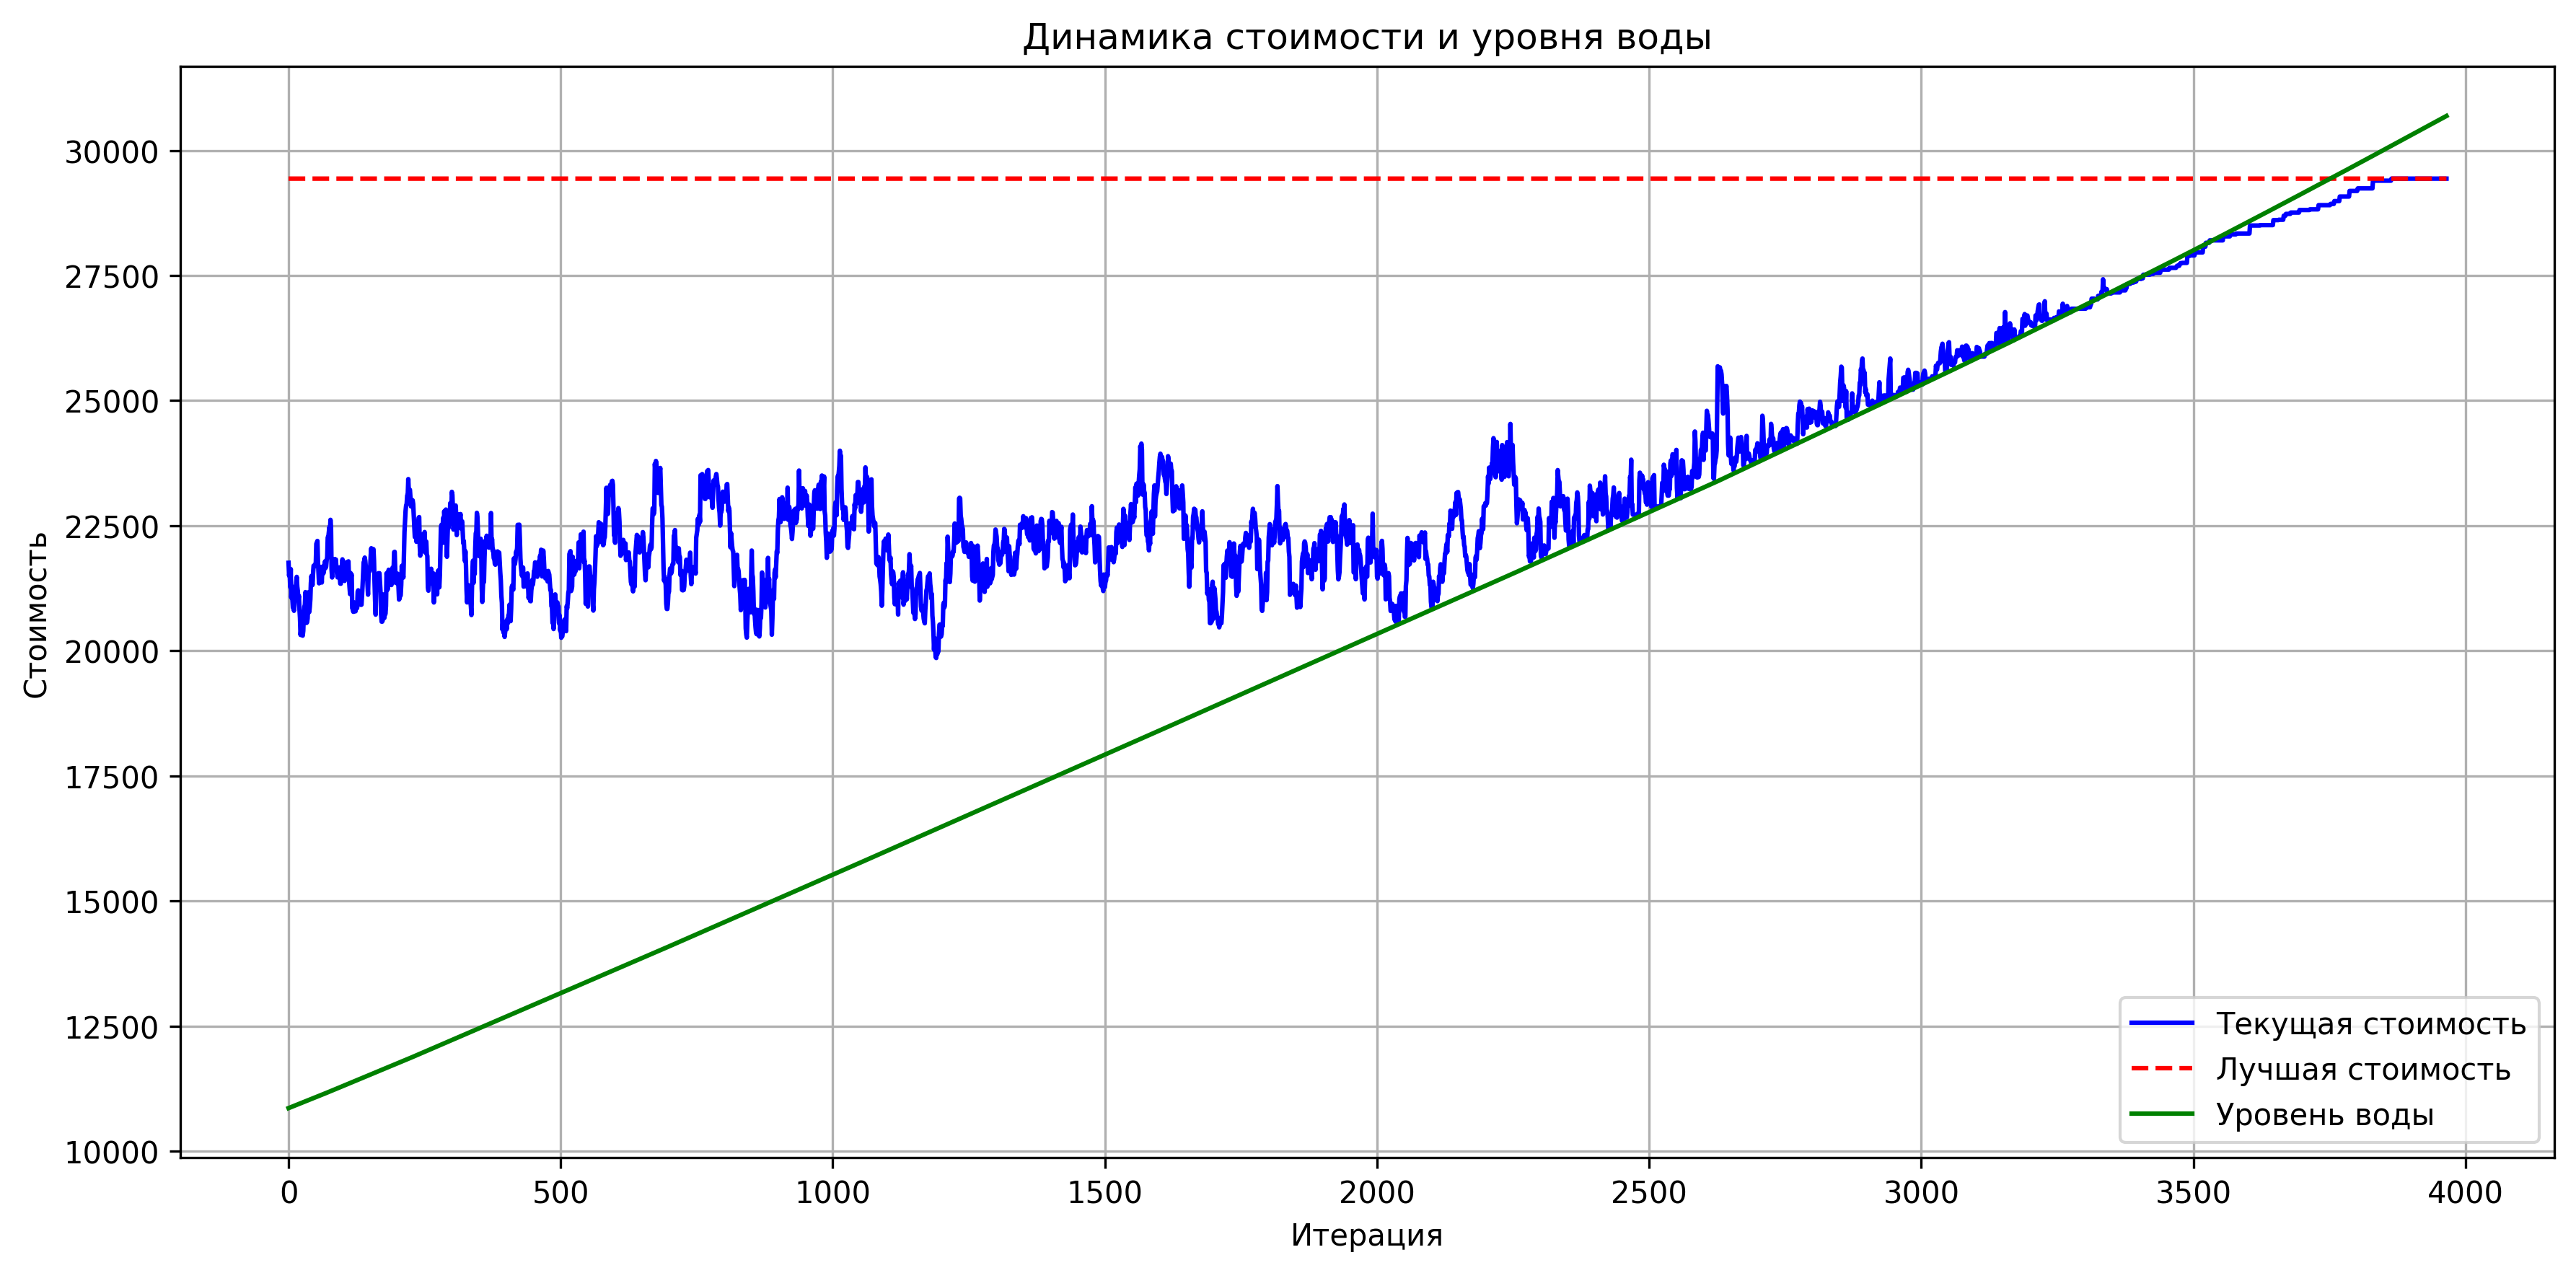 Динамика стоимости и уровня воды
30000
27500
25000
22500
20000
17500
15000
12500
10000
Стоимость
0 500 1000 1500 2000 2500 3000 3500 4000
Итерация
Текущая стоимость
Лучшая стоимость
Уровень воды